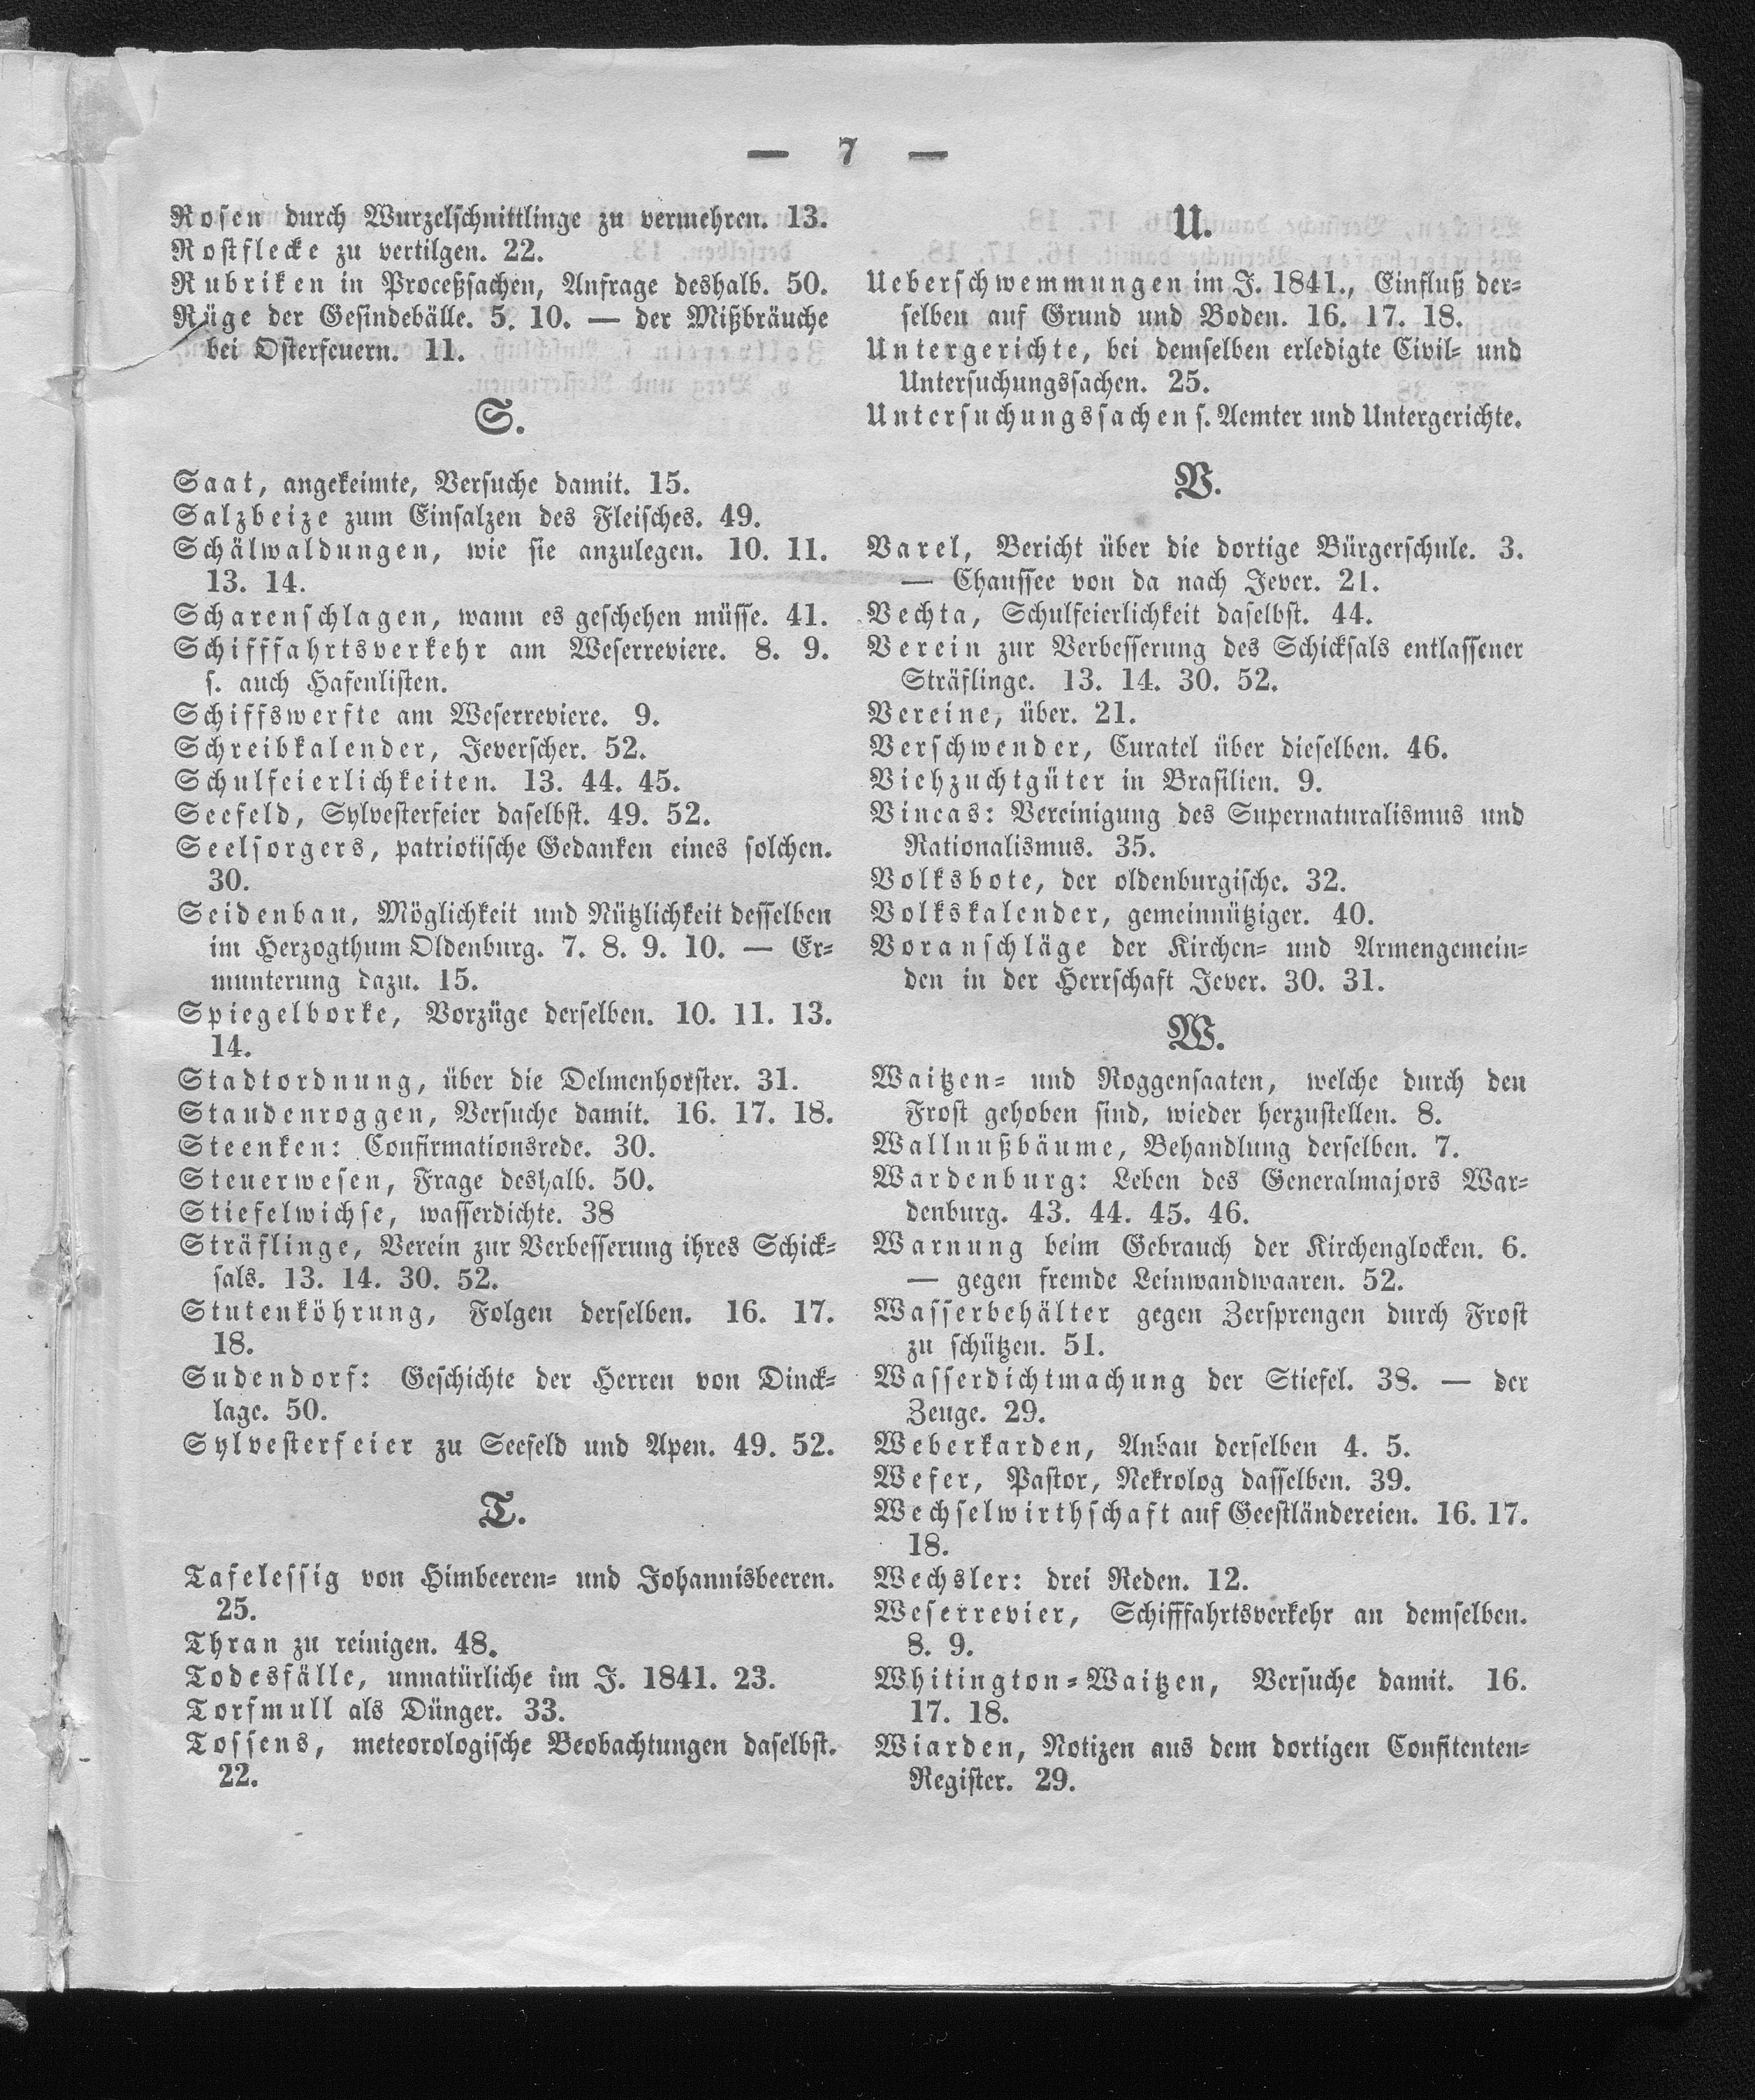 — 7 —
Rosen durch Wurzelschnittlinge zu vermehren. 13.
Rostflecke zu vertilgen. 22.
Rubriken in Proceßsachen, Anfrage deshalb. 50.
Rüge der Gesindebälle. 5. 10. — der Mißbräuche
bei Osterfeuern. 11.
S.
Saat, angekeimte, Versuche damit. 15.
Salzbeize zum Einsalzen des Fleisches. 49.
Schälwaldungen, wie sie anzulegen. 10. 11.
13. 14.
Scharenschlagen, wann es geschehen müsse. 41.
Schifffahrtsverkehr am Weserreviere. 8. 9.
s. auch Hafenlisten.
Schiffswerfte am Weserreviere. 9.
Schreibkalender, Jeverscher. 52.
Schulfeierlichkeiten. 13. 44. 45.
Seefeld, Sylvesterfeier daselbst. 49. 52.
Seelsorgers, patriotische Gedanken eines solchen.
30.
Seidenbau, Möglichkeit und Nützlichkeit desselben
im Herzogthum Oldenburg. 7. 8. 9. 10. — Er-
munterung dazu. 15.
Spiegelborke, Vorzüge derselben. 10. 11. 13.
14.
Stadtordnung, über die Delmenhorster. 31.
Staudenroggen, Versuche damit. 16. 17. 18.
Steenken: Confirmationsrede. 30.
Steuerwesen, Frage deshalb. 50.
Stiefelwichse, wasserdichte. 38
Sträflinge, Verein zur Verbesserung ihres Schick-
sals. 13. 14. 30. 52.
Stutenköhrung, Folgen derselben. 16. 17.
18.
Sudendorf: Geschichte der Herren von Dinck-
lage. 50.
Sylvesterfeier zu Seefeld und Apen. 49. 52.
T.
Tafelessig von Himbeeren- und Johannisbeeren.
25.
Thran zu reinigen. 48.
Todesfälle, unnatürliche im J. 1841. 23.
Torfmull als Dünger. 33.
Tossens, meteorologische Beobachtungen daselbst.
22.
U.
Ueberschwemmungen im J. 1841., Einfluß der-
selben auf Grund und Boden. 16. 17. 18.
Untergerichte, bei demselben erledigte Civil- und
Untersuchungssachen. 25.
Untersuchungssachen s. Aemter und Untergerichte.
V.
Varel, Bericht über die dortige Bürgerschule. 3.
— Chaussee von da nach Jever. 21.
Vechta, Schulfeierlichkeit daselbst. 44.
Verein zur Verbesserung des Schicksals entlassener
Sträflinge. 13. 14. 30. 52.
Vereine, über. 21.
Verschwender, Curatel über dieselben. 46.
Viehzuchtgüter in Brasilien. 9.
Vincas: Vereinigung des Supernaturalismus und
Rationalismus. 35.
Volksbote, der oldenburgische. 32.
Volkskalender, gemeinnütziger. 40.
Voranschläge der Kirchen- und Armengemein-
den in der Herrschaft Jever. 30. 31.
W.
Waitzen- und Roggensaaten, welche durch den
Frost gehoben sind, wieder herzustellen. 8.
Wallnußbäume, Behandlung derselben. 7.
Wardenburg: Leben des Generalmajors War-
denburg. 43. 44. 45. 46.
Warnung beim Gebrauch der Kirchenglocken. 6.
— gegen fremde Leinwandwaaren. 52.
Wasserbehälter gegen Zersprengen durch Frost
zu schützen. 51.
Wasserdichtmachung der Stiefel. 38. — der
Zeuge. 29.
Weberkarden, Anbau derselben 4. 5.
Wefer, Pastor, Nekrolog dasselben. 39.
Wechselwirthschaft auf Geestländereien. 16. 17.
18.
Wechsler: drei Reden. 12.
Weserrevier, Schifffahrtsverkehr an demselben.
8. 9.
Whitington-Waitzen, Versuche damit. 16.
17. 18.
Wiarden, Notizen aus dem dortigen Confitenten-
Register. 29.